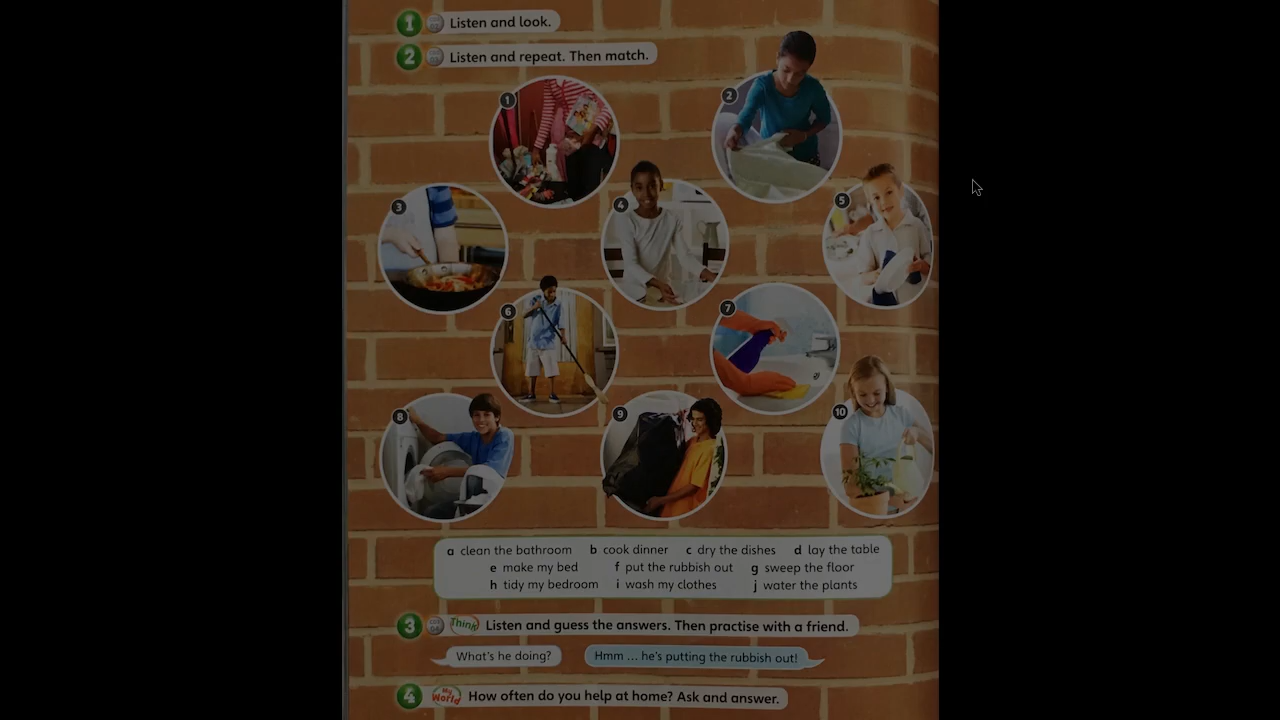 1 Listen and look.
2 Listen and repeat. Then match.
1
2
3
4
5
6
7
8
9
10
a clean the bathroom b cook dinner c dry the dishes d lay the table
e make my bed f put the rubbish out g sweep the floor
h tidy my bedroom i wash my clothes j water the plants
3 Think Listen and guess the answers. Then practise with a friend.
What's he doing? Hmm ... he's putting the rubbish out!
4 My World How often do you help at home? Ask and answer.